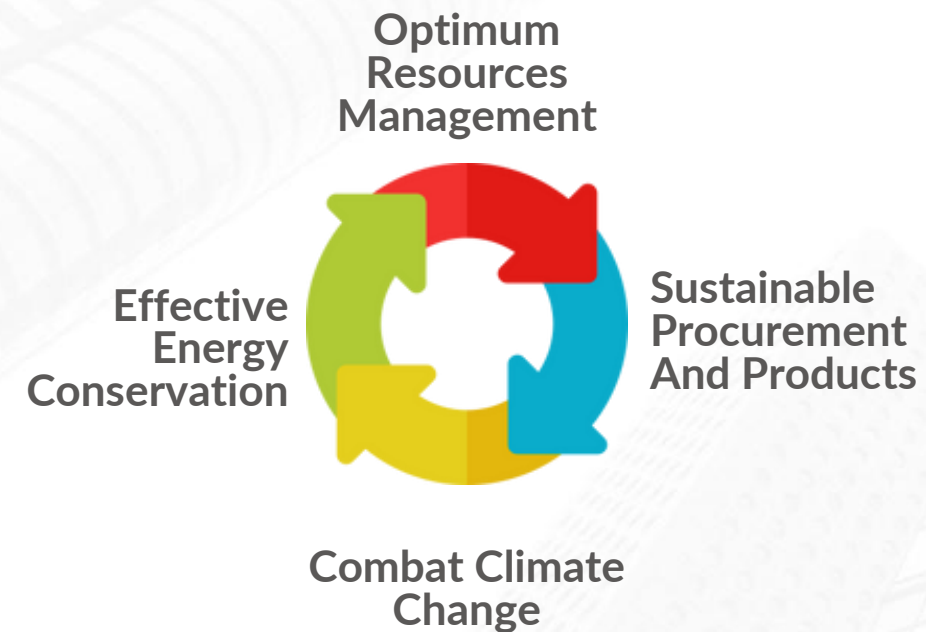 Optimum
Resources
Management
Effective
Energy
Conservation
Sustainable
Procurement
And Products
Combat Climate
Change